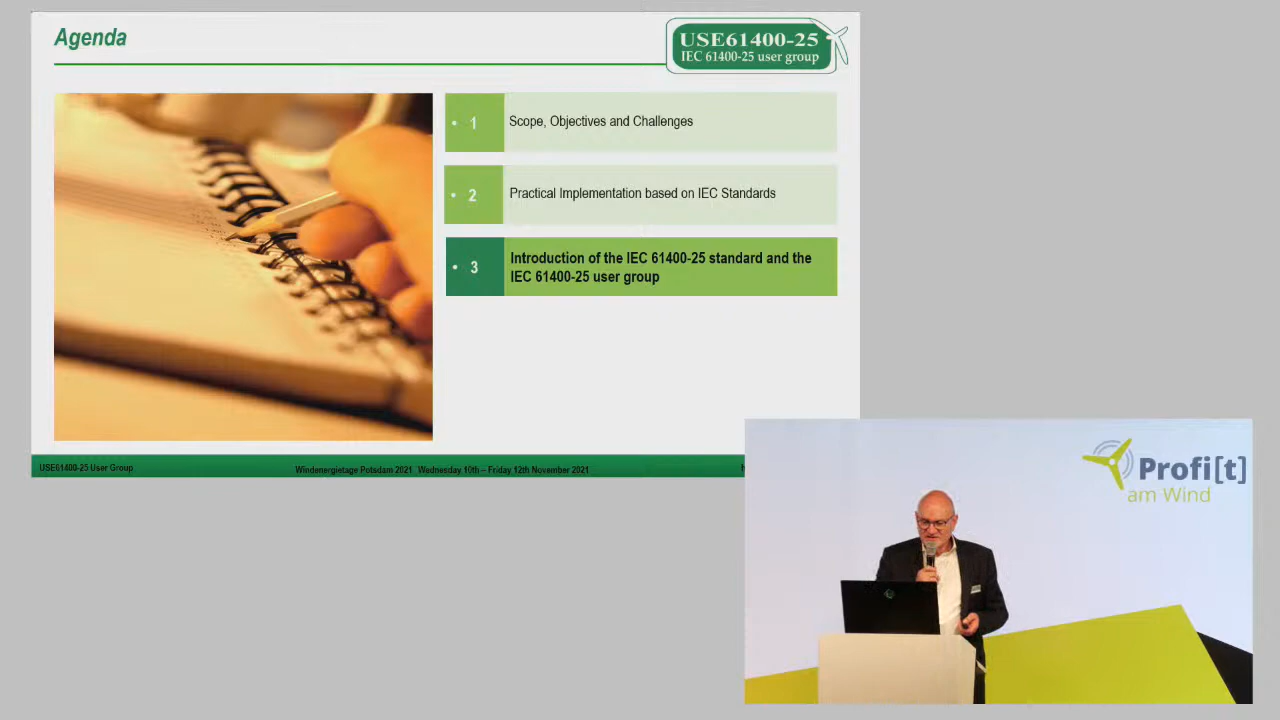 Agenda
USE61400-25
IEC 61400-25 user group
• 1 Scope, Objectives and Challenges
• 2 Practical Implementation based on IEC Standards
• 3 Introduction of the IEC 61400-25 standard and the
IEC 61400-25 user group
USE61400-25 User Group
Windenergietage Potsdam 2021 Wednesday 10th – Friday 12th November 2021
Profi[t]
am Wind